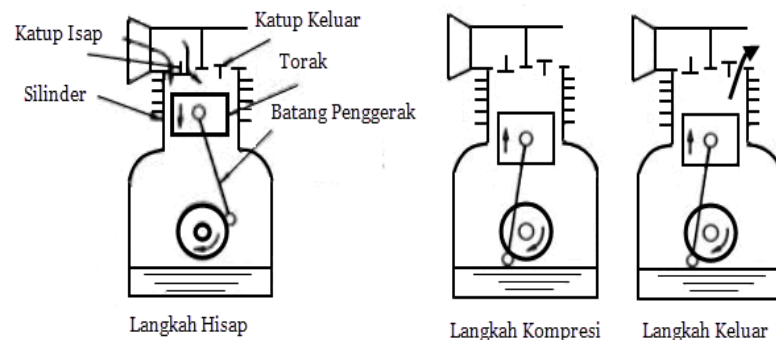 Katup Isap
Katup Keluar
Torak
Silinder
Batang Penggerak
Langkah Hisap
Langkah Kompresi
Langkah Keluar